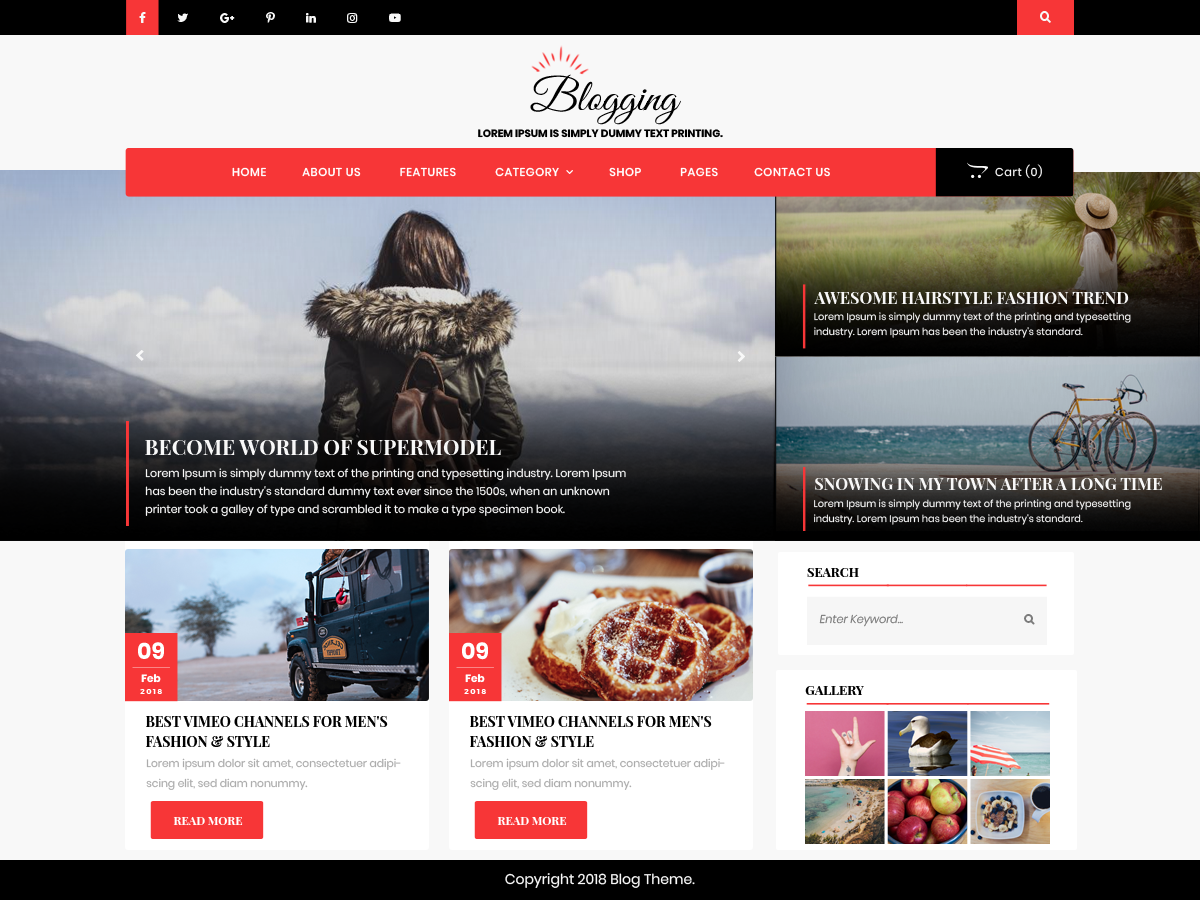 Blogging
LOREM IPSUM IS SIMPLY DUMMY TEXT PRINTING.
HOME ABOUT US FEATURES CATEGORY SHOP PAGES CONTACT US Cart (0)
BECOME WORLD OF SUPERMODEL
Lorem Ipsum is simply dummy text of the printing and typesetting industry. Lorem Ipsum
has been the industry's standard dummy text ever since the 1500s, when an unknown
printer took a galley of type and scrambled it to make a type specimen book.
AWESOME HAIRSTYLE FASHION TREND
Lorem Ipsum is simply dummy text of the printing and typesetting
industry. Lorem Ipsum has been the industry's standard.
SNOWING IN MY TOWN AFTER A LONG TIME
Lorem Ipsum is simply dummy text of the printing and typesetting
industry. Lorem Ipsum has been the industry's standard.
09
Feb
2018
BEST VIMEO CHANNELS FOR MEN'S
FASHION & STYLE
Lorem ipsum dolor sit amet, consectetuer adipi-
scing elit, sed diam nonummy.
READ MORE
09
Feb
2018
BEST VIMEO CHANNELS FOR MEN'S
FASHION & STYLE
Lorem ipsum dolor sit amet, consectetuer adipi-
scing elit, sed diam nonummy.
READ MORE
SEARCH
Enter Keyword...
GALLERY
Copyright 2018 Blog Theme.